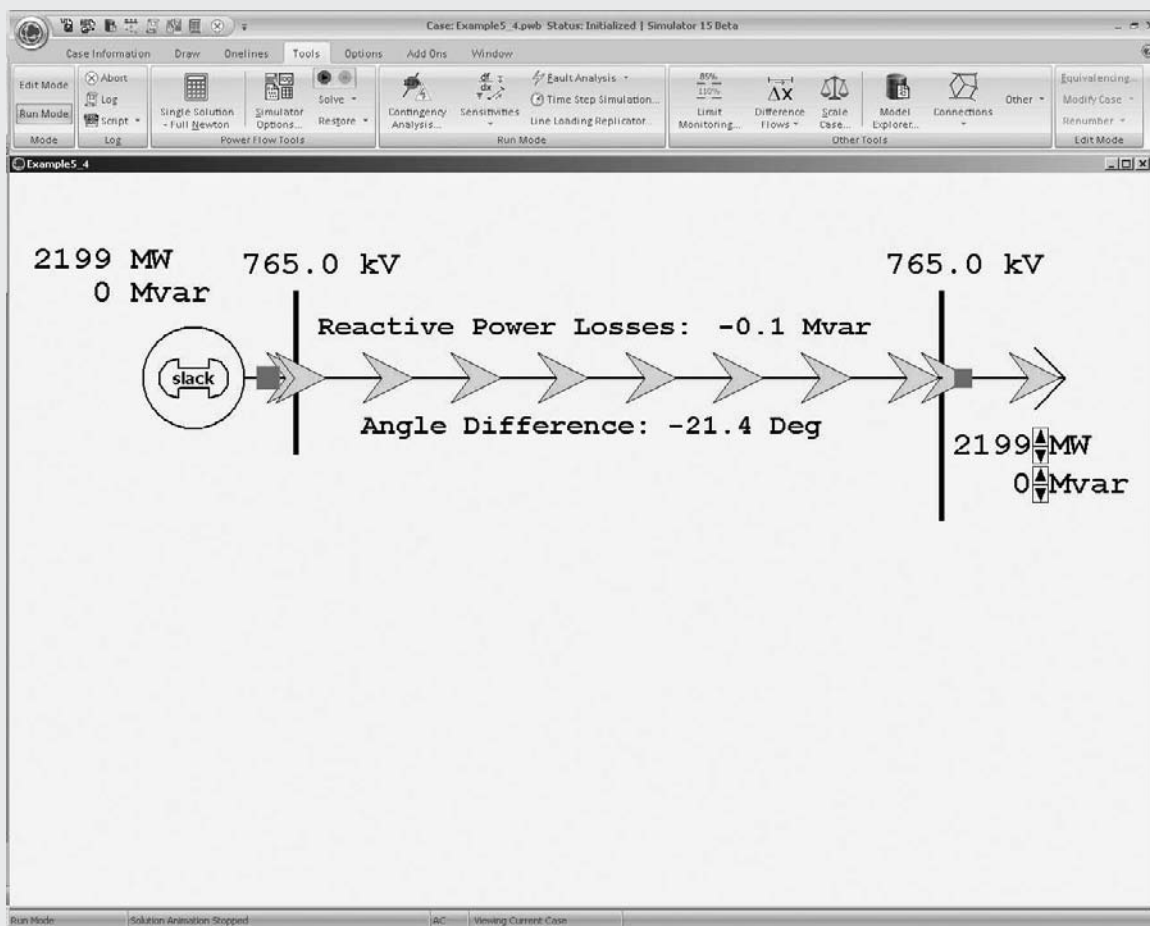 Case: Example5_4.pwb Status: Initialized | Simulator 15 Beta
Case Information Draw Onelines Tools Options Add Ons Window
Edit Mode
Run Mode
Mode
Abort
Log
Script
Log
Single Solution - Full Newton
Simulator Options...
Solve
Restore
Power Flow Tools
Contingency Analysis...
Sensitivities
Fault Analysis
Time Step Simulation...
Line Loading Replicator...
Run Mode
85%
110%
Limit Monitoring...
ΔX
Difference Flows
Scale Case...
Model Explorer...
Connections
Other
Other Tools
Equivalencing...
Modify Case
Renumber
Edit Mode
Example5_4
2199 MW
0 Mvar
765.0 kV
765.0 kV
Reactive Power Losses: -0.1 Mvar
slack
Angle Difference: -21.4 Deg
2199 MW
0 Mvar
Run Mode Solution Animation Stopped AC Viewing Current Case